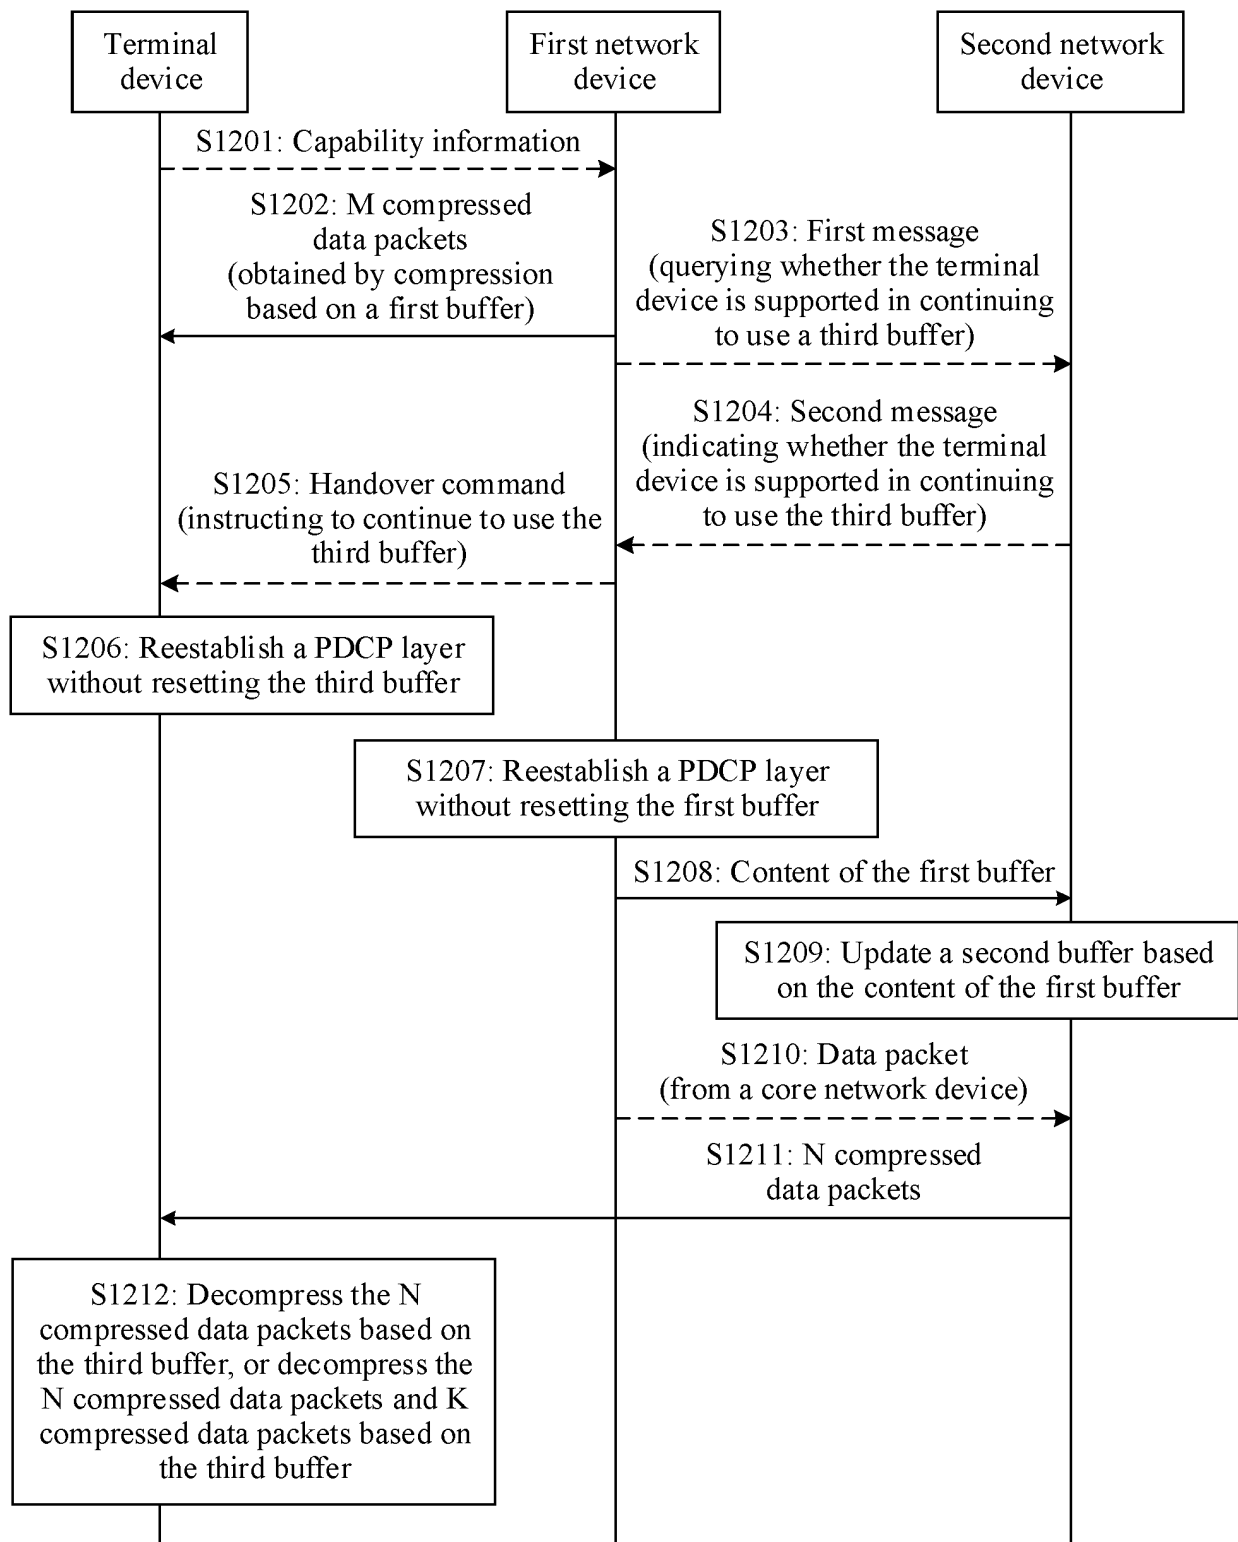 Terminal
device
First network
device
Second network
device
S1201: Capability information
S1202: M compressed
data packets
(obtained by compression
based on a first buffer)
S1203: First message
(querying whether the terminal
device is supported in continuing
to use a third buffer)
S1204: Second message
(indicating whether the terminal
device is supported in continuing
to use the third buffer)
S1205: Handover command
(instructing to continue to use the
third buffer)
S1206: Reestablish a PDCP layer
without resetting the third buffer
S1207: Reestablish a PDCP layer
without resetting the first buffer
S1208: Content of the first buffer
S1209: Update a second buffer based
on the content of the first buffer
S1210: Data packet
(from a core network device)
S1211: N compressed
data packets
S1212: Decompress the N
compressed data packets based on
the third buffer, or decompress the
N compressed data packets and K
compressed data packets based on
the third buffer